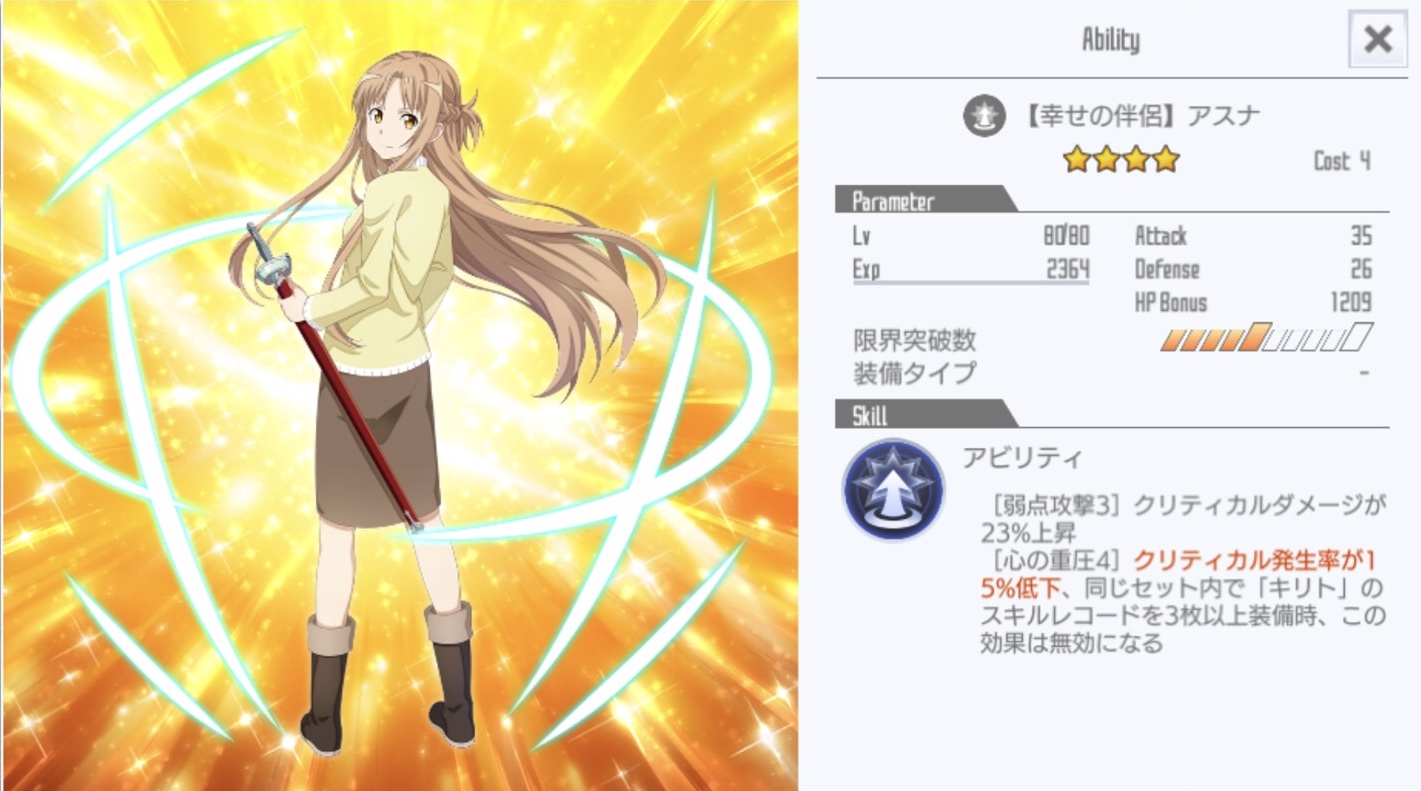 Ability
【幸せの伴侶】アスナ
Cost 4
Parameter
Lv 80/80
Attack 35
Exp 2364
Defense 26
HP Bonus 1209
限界突破数
装備タイプ -
Skill
アビリティ
［弱点攻撃3］クリティカルダメージが
23%上昇
［心の重圧4］クリティカル発生率が1
5%低下、同じセット内で「キリト」の
スキルレコードを3枚以上装備時、この
効果は無効になる